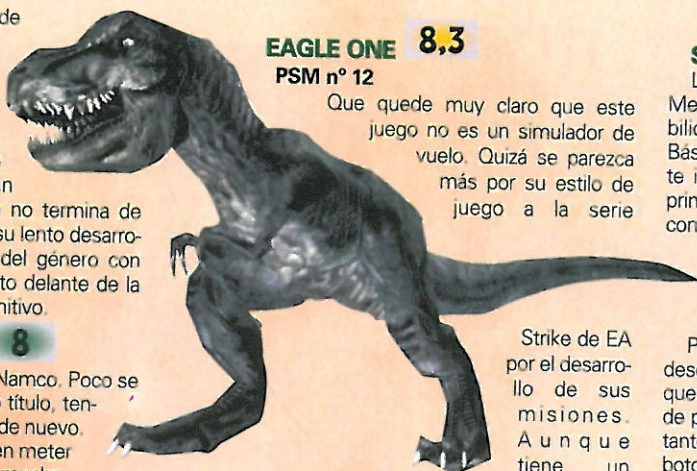 de
n
no termina de
su lento desarro-
del género con
to delante de la
nitivo.
8
Namco. Poco se
título, ten-
de nuevo.
en meter
EAGLE ONE 8,3
PSM nº 12
Que quede muy claro que este
juego no es un simulador de
vuelo. Quizá se parezca
más por su estilo de
juego a la serie
Strike de EA
por el desarro-
llo de sus
misiones.
Aunque
tiene un
S
L
Me
bilid
Bás
te i
prin
con
P
des
que
de p
tant
bot